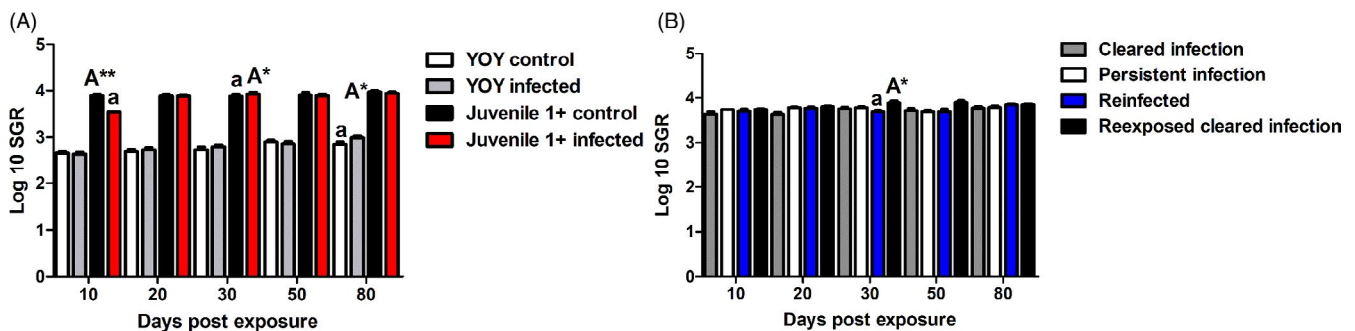 (A)
Log 10 SGR
5
4
3
2
1
0
A**
a
a
A*
A*
a
10 20 30 50 80
Days post exposure
YOY control
YOY infected
Juvenile 1+ control
Juvenile 1+ infected
(B)
Log 10 SGR
5
4
3
2
1
0
a
A*
10 20 30 50 80
Days post exposure
Cleared infection
Persistent infection
Reinfected
Reexposed cleared infection